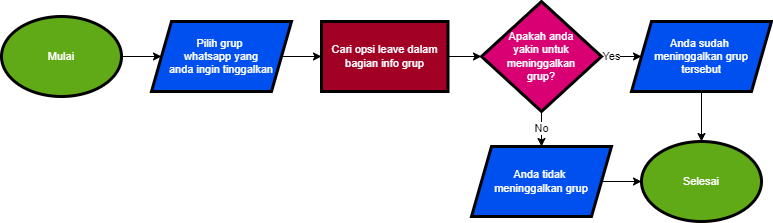 Mulai
Pilih grup
whatsapp yang
anda ingin tinggalkan
Cari opsi leave dalam
bagian info grup
Apakah anda
yakin untuk
meninggalkan
grup?
Yes
Anda sudah
meninggalkan grup
tersebut
No
Anda tidak
meninggalkan grup
Selesai